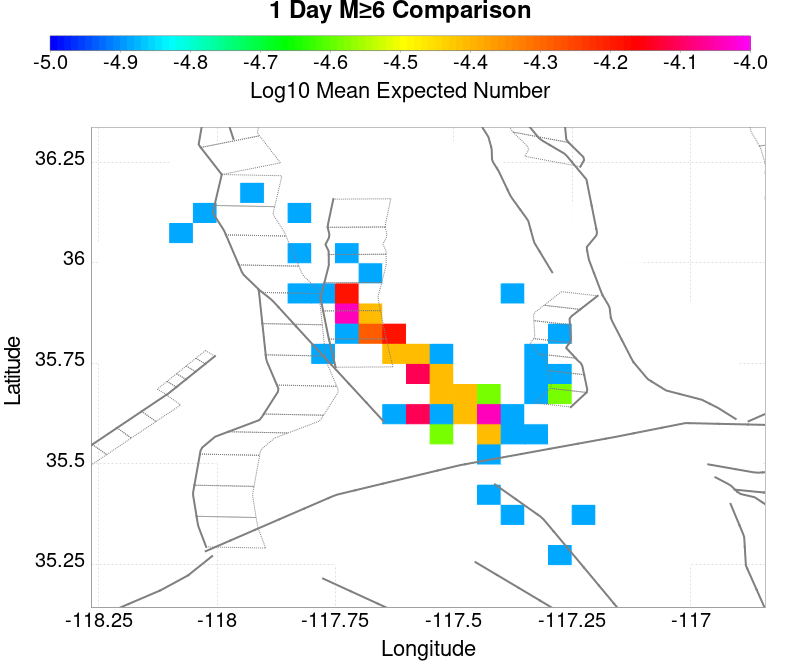 1 Day M≥6 Comparison
-5.0 -4.9 -4.8 -4.7 -4.6 -4.5 -4.4 -4.3 -4.2 -4.1 -4.0
Log10 Mean Expected Number
36.25
36
35.75
35.5
35.25
Latitude
-118.25 -118 -117.75 -117.5 -117.25 -117
Longitude